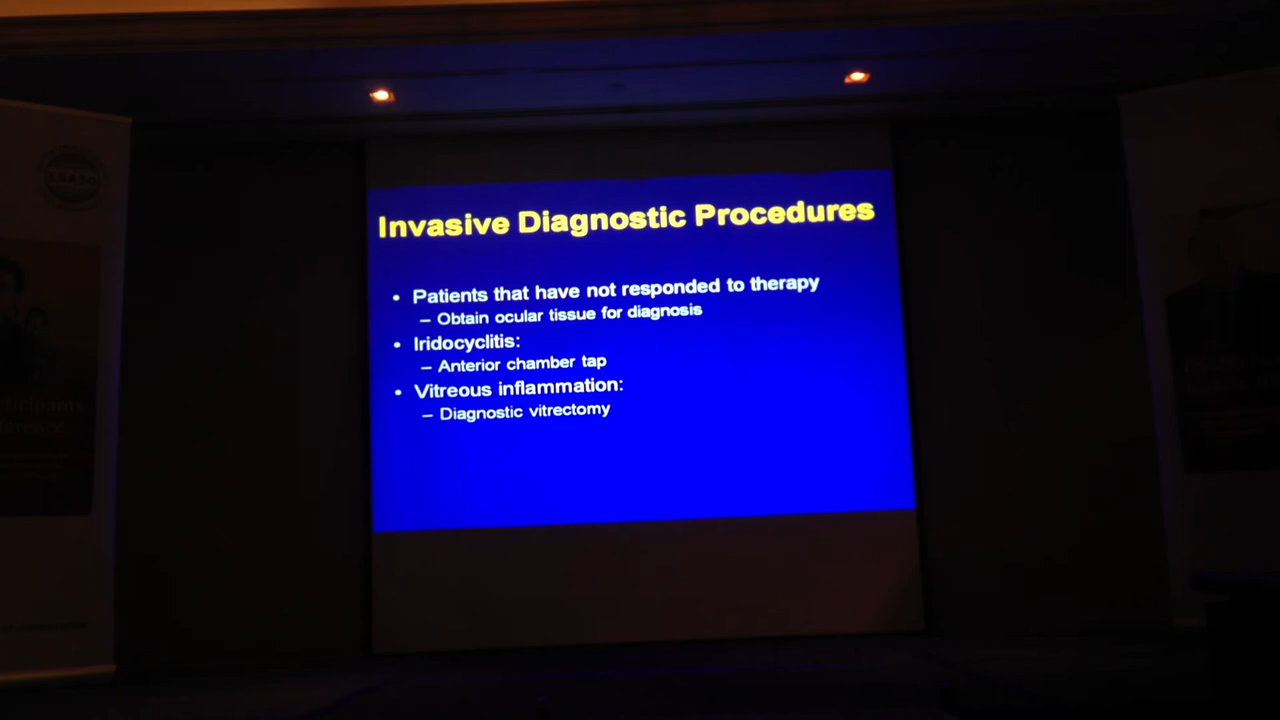 Invasive Diagnostic Procedures
• Patients that have not responded to therapy
– Obtain ocular tissue for diagnosis
• Iridocyclitis:
– Anterior chamber tap
• Vitreous inflammation:
– Diagnostic vitrectomy